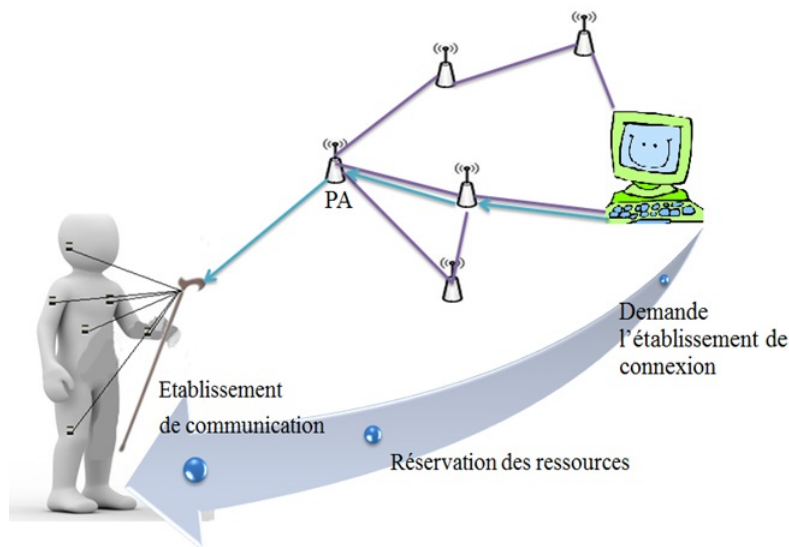 PA
Demande
l'établissement de
connexion
Etablissement
de communication
Réservation des ressources